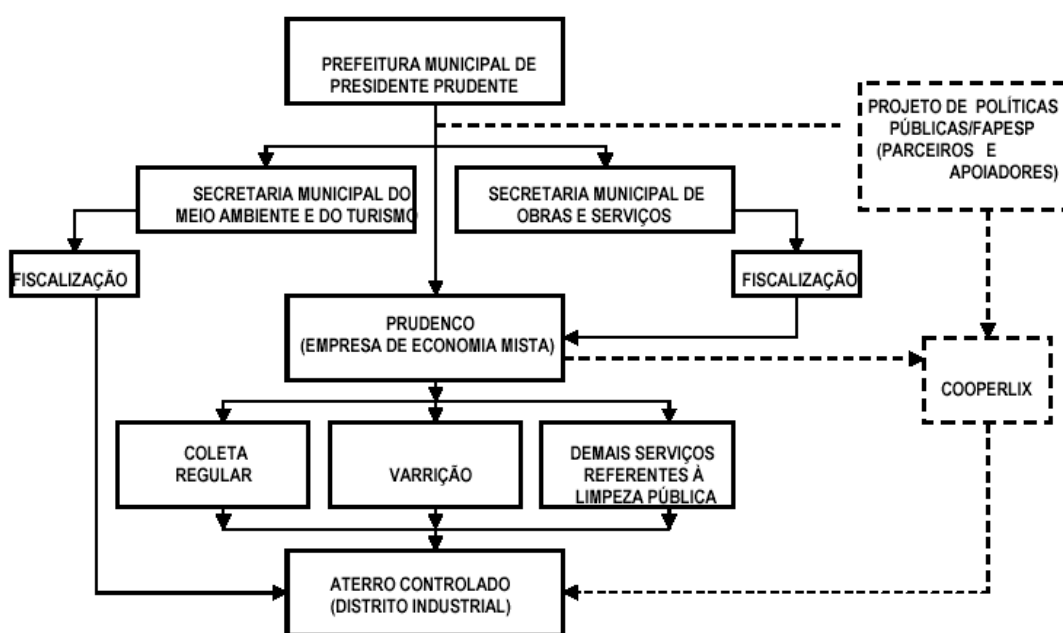 PREFEITURA MUNICIPAL DE
PRESIDENTE PRUDENTE
PROJETO DE POLÍTICAS
PÚBLICAS/FAPESP
(PARCEIROS E
APOIADORES)
SECRETARIA MUNICIPAL DO
MEIO AMBIENTE E DO TURISMO
SECRETARIA MUNICIPAL DE
OBRAS E SERVIÇOS
FISCALIZAÇÃO
FISCALIZAÇÃO
PRUDENCO
(EMPRESA DE ECONOMIA MISTA)
COOPERLIX
COLETA
REGULAR
VARRIÇÃO
DEMAIS SERVIÇOS
REFERENTES À
LIMPEZA PÚBLICA
ATERRO CONTROLADO
(DISTRITO INDUSTRIAL)